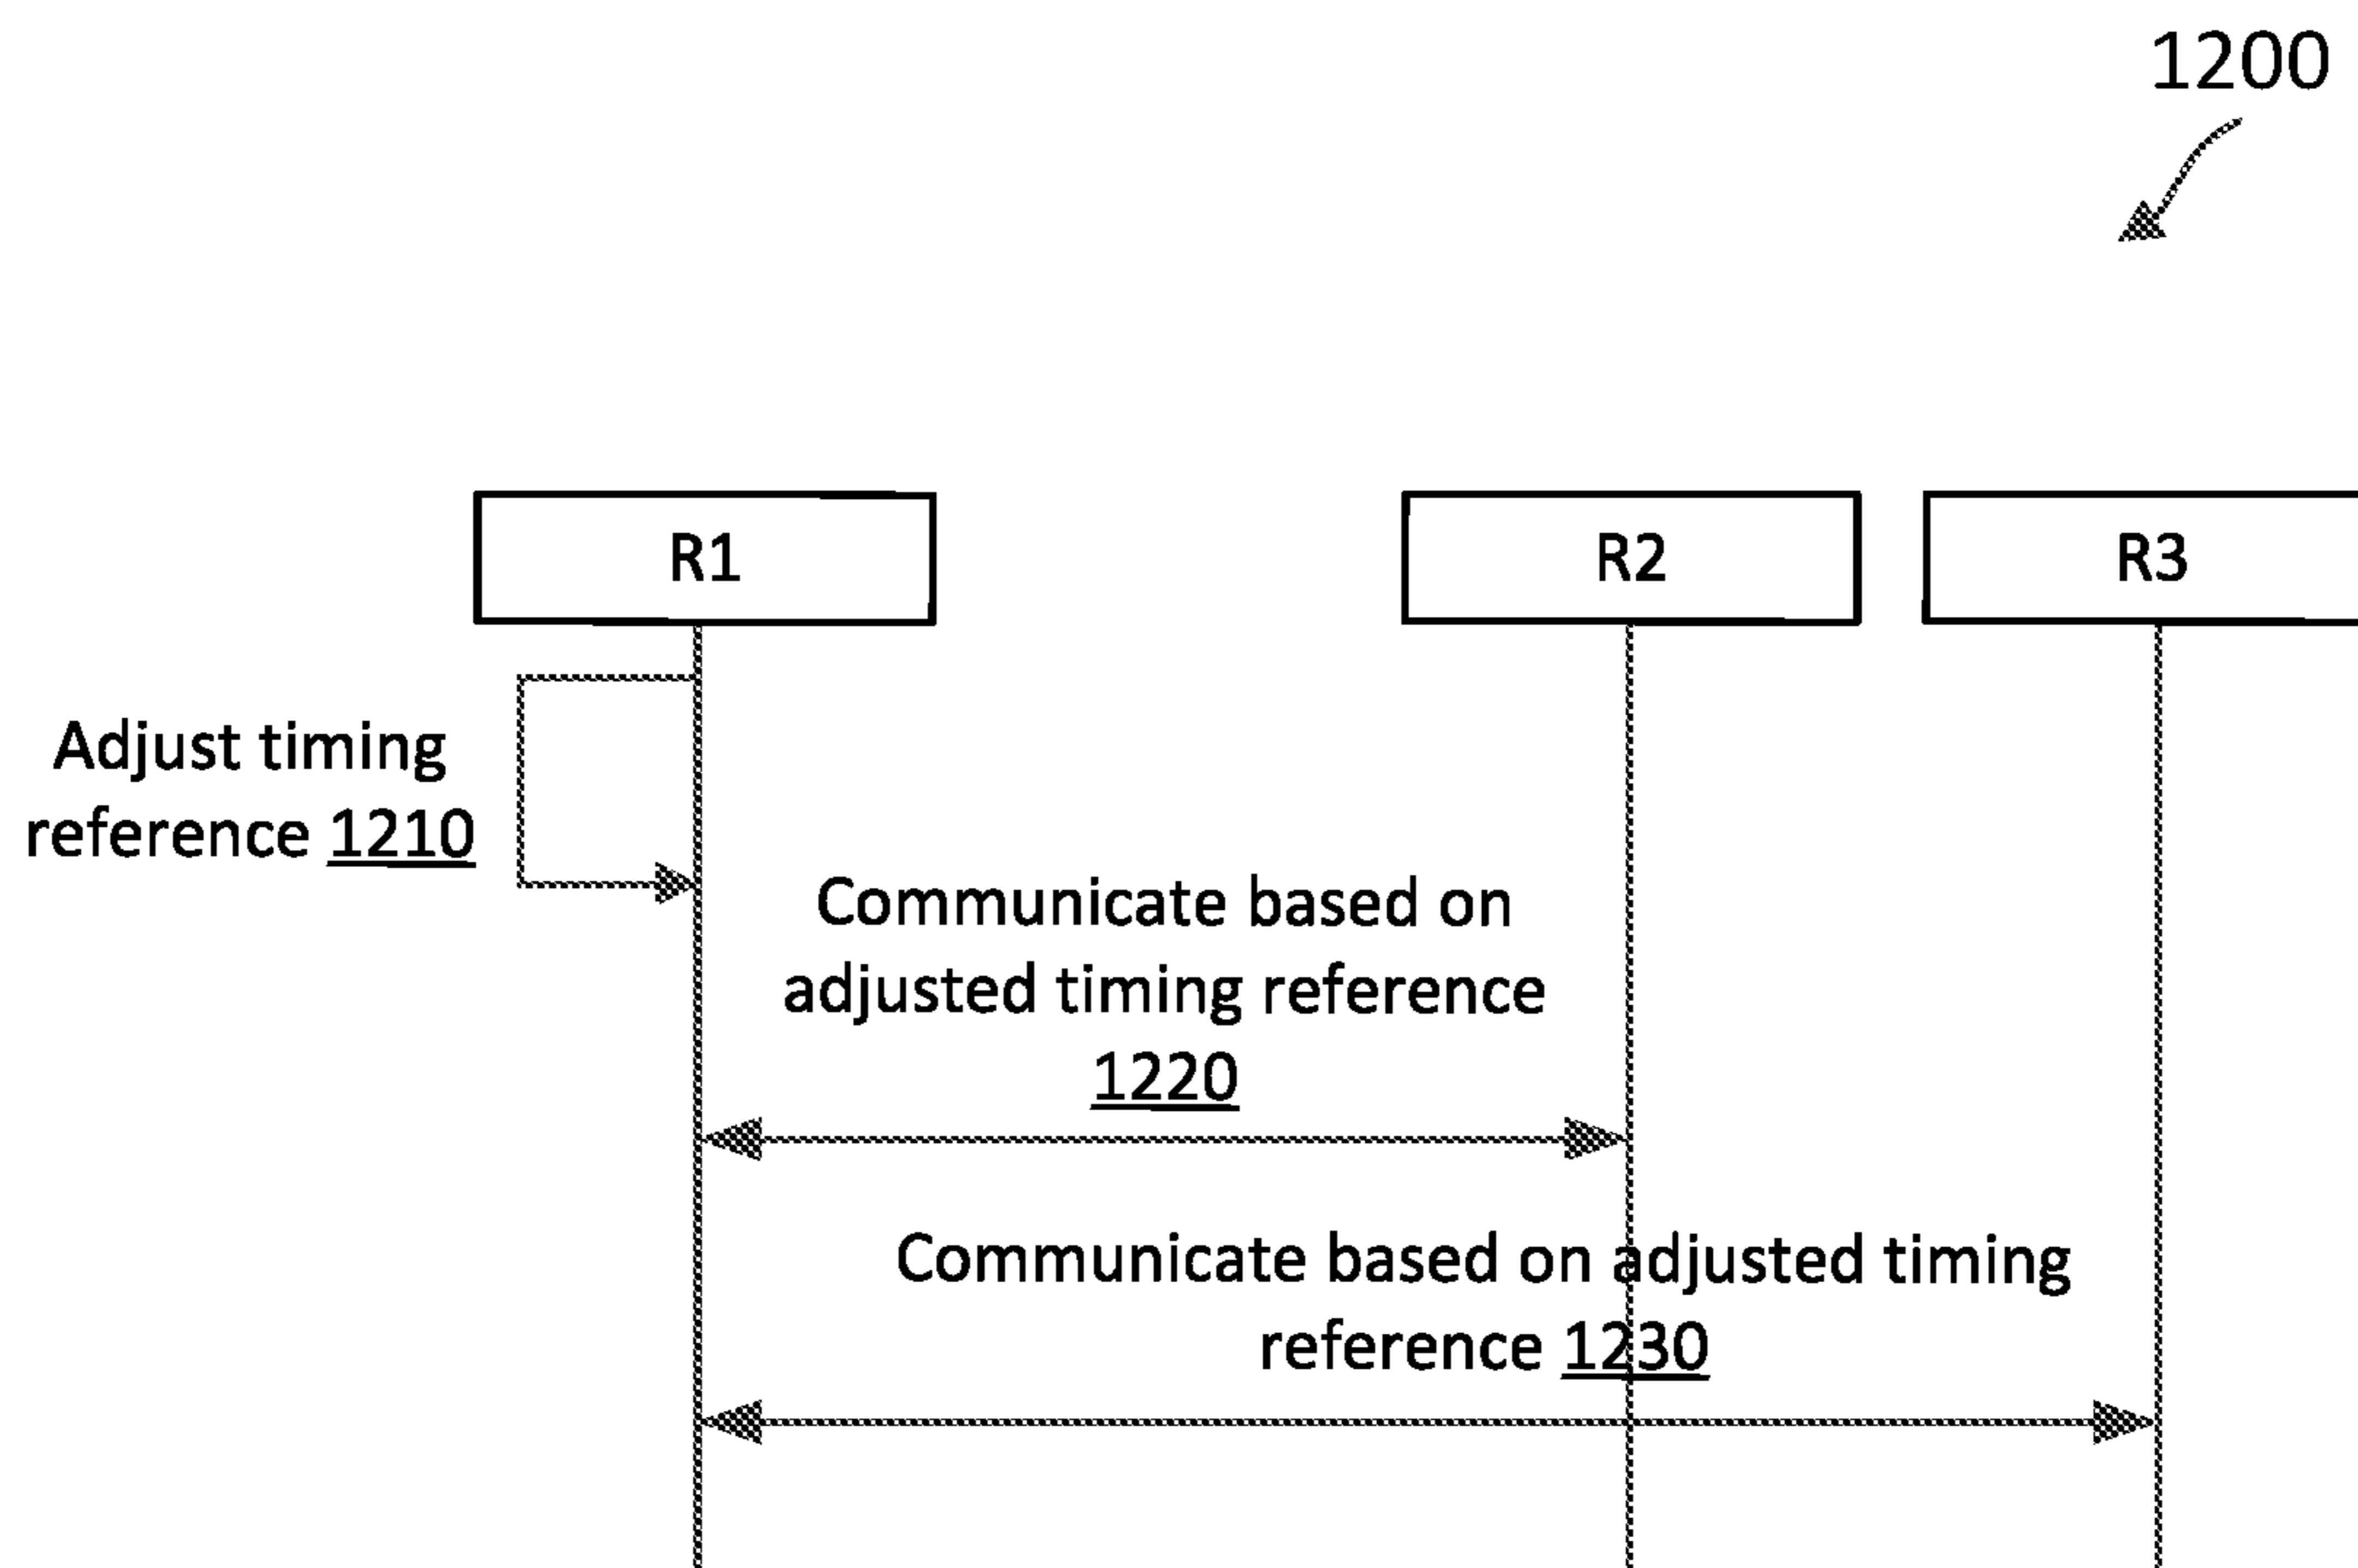 1200
R1
R2
R3
Adjust timing
reference 1210
Communicate based on
adjusted timing reference
1220
Communicate based on adjusted timing
reference 1230